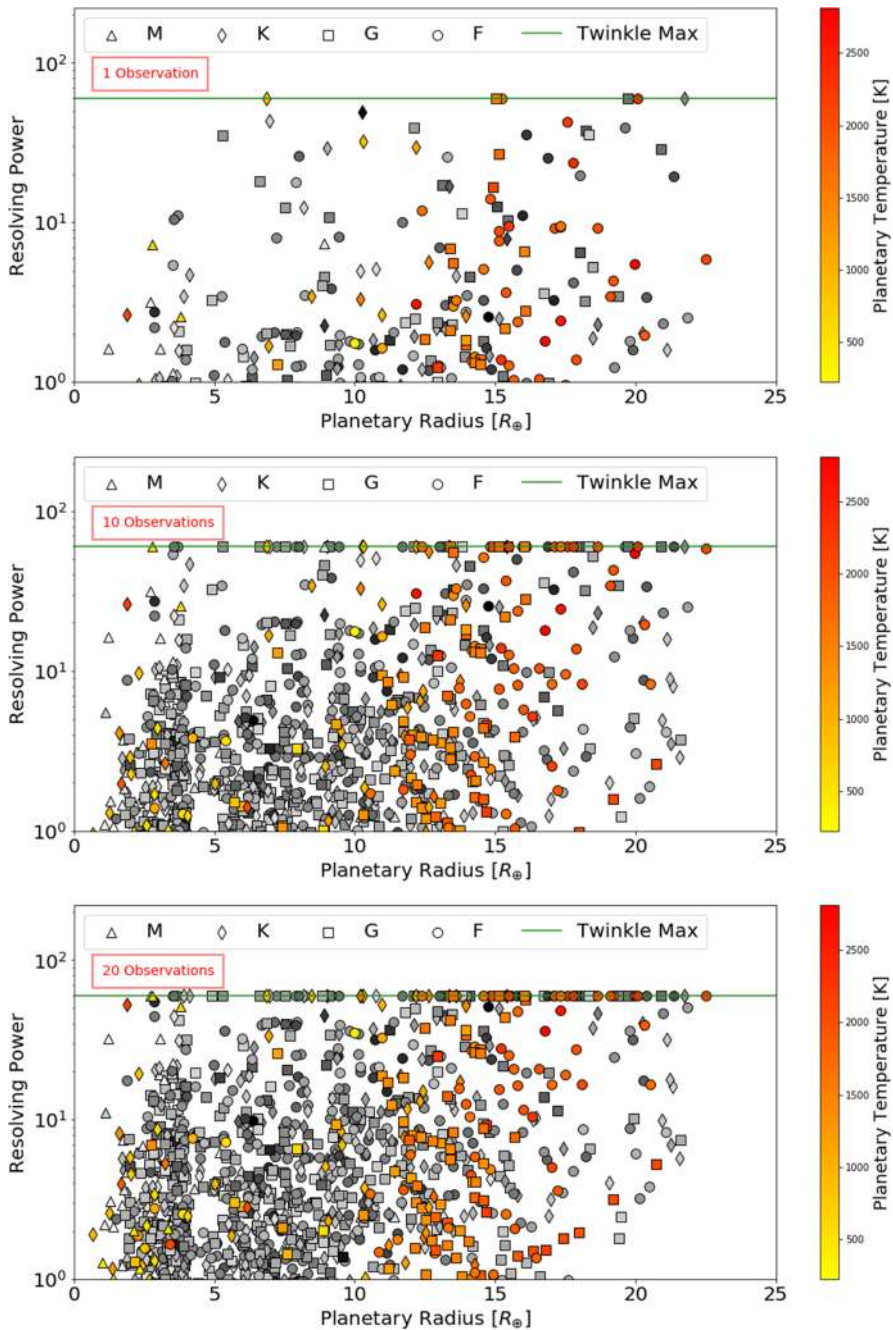 M K G F Twinkle Max
1 Observation
10²
10¹
10⁰
Resolving Power
0 5 10 15 20 25
Planetary Radius [R⊕]
2500
2000
1500
1000
500
Planetary Temperature [K]
M K G F Twinkle Max
10 Observations
10²
10¹
10⁰
Resolving Power
0 5 10 15 20 25
Planetary Radius [R⊕]
2500
2000
1500
1000
500
Planetary Temperature [K]
M K G F Twinkle Max
20 Observations
10²
10¹
10⁰
Resolving Power
0 5 10 15 20 25
Planetary Radius [R⊕]
2500
2000
1500
1000
500
Planetary Temperature [K]